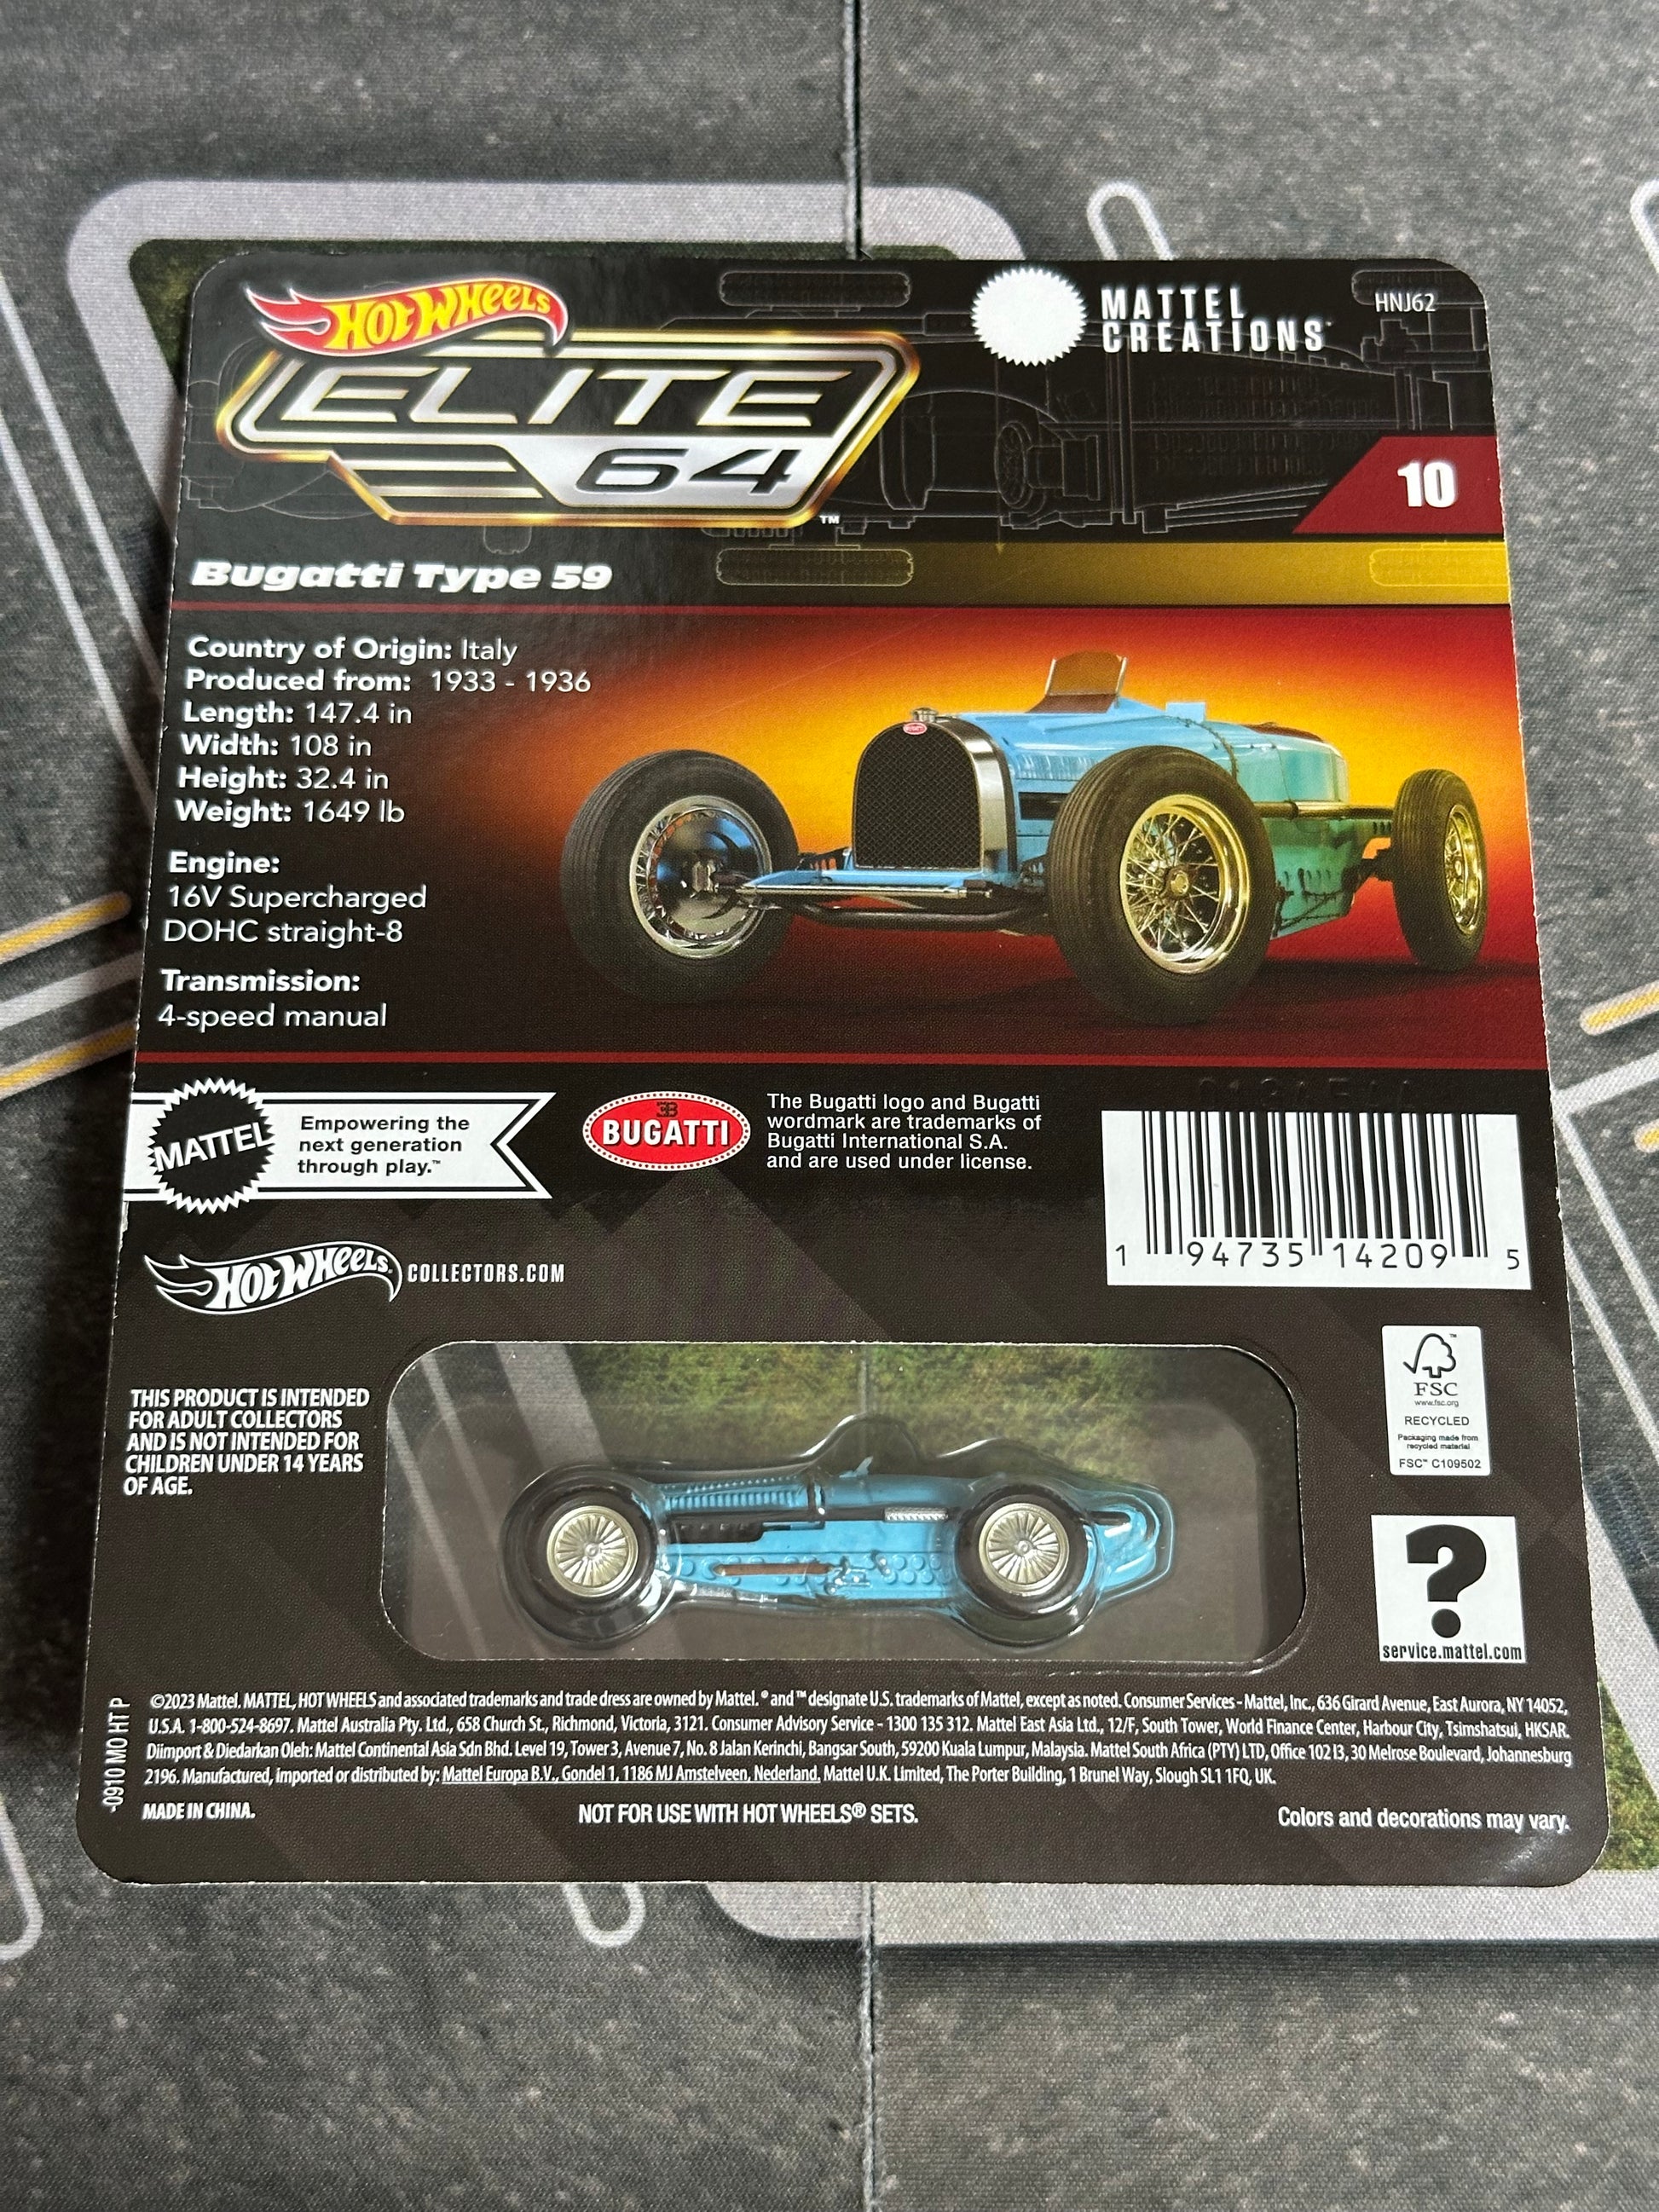 HOT WHEELS
ELITE
64™
MATTEL
CREATIONS
HNJ62
10
Bugatti Type 59
Country of Origin: Italy
Produced from: 1933 - 1936
Length: 147.4 in
Width: 108 in
Height: 32.4 in
Weight: 1649 lb
Engine:
16V Supercharged
DOHC straight-8
Transmission:
4-speed manual
MATTEL
Empowering the
next generation
through play.™
EB
BUGATTI
The Bugatti logo and Bugatti
wordmark are trademarks of
Bugatti International S.A.
and are used under license.
1 94735 14209 5
HOT WHEELS COLLECTORS.COM
THIS PRODUCT IS INTENDED
FOR ADULT COLLECTORS
AND IS NOT INTENDED FOR
CHILDREN UNDER 14 YEARS
OF AGE.
FSC
www.fsc.org
RECYCLED
Packaging made from
recycled material
FSC™ C109502
?
service.mattel.com
-0910 MO HT P
©2023 Mattel. MATTEL, HOT WHEELS and associated trademarks and trade dress are owned by Mattel. ® and ™ designate U.S. trademarks of Mattel, except as noted. Consumer Services - Mattel, Inc., 636 Girard Avenue, East Aurora, NY 14052,
U.S.A. 1-800-524-8697. Mattel Australia Pty. Ltd., 658 Church St., Richmond, Victoria, 3121. Consumer Advisory Service - 1300 135 312. Mattel East Asia Ltd., 12/F, South Tower, World Finance Center, Harbour City, Tsimshatsui, HKSAR.
Diimport & Diedarkan Oleh: Mattel Continental Asia Sdn Bhd. Level 19, Tower 3, Avenue 7, No. 8 Jalan Kerinchi, Bangsar South, 59200 Kuala Lumpur, Malaysia. Mattel South Africa (PTY) LTD, Office 102 I3, 30 Melrose Boulevard, Johannesburg
2196. Manufactured, imported or distributed by: Mattel Europa B.V., Gondel 1, 1186 MJ Amstelveen, Nederland. Mattel U.K. Limited, The Porter Building, 1 Brunel Way, Slough SL1 1FQ, UK.
MADE IN CHINA.
NOT FOR USE WITH HOT WHEELS® SETS.
Colors and decorations may vary.